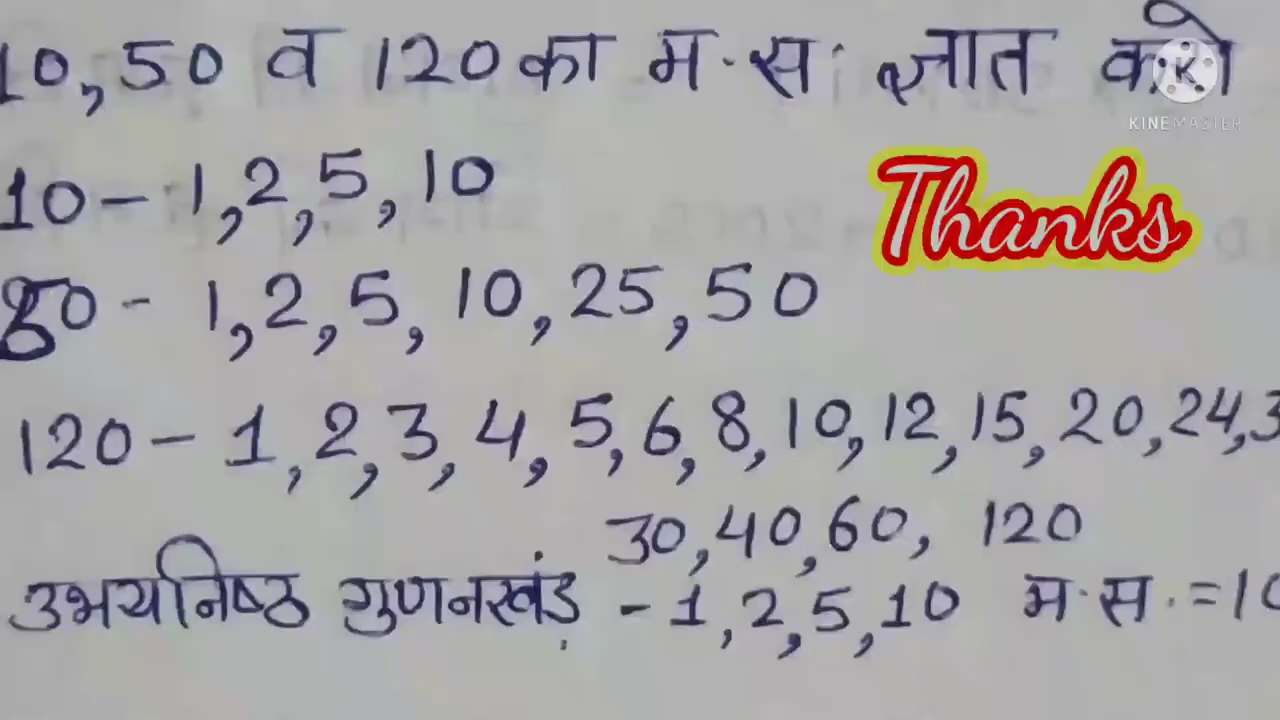 10,50 व 120 का म.स. ज्ञात करो
KINEMASTER
10 - 1,2,5,10
Thanks
50 - 1,2,5,10,25,50
120 - 1,2,3,4,5,6,8,10,12,15,20,24,3
30,40,60,120
उभयनिष्ठ गुणनखंड - 1,2,5,10 म.स. = 10